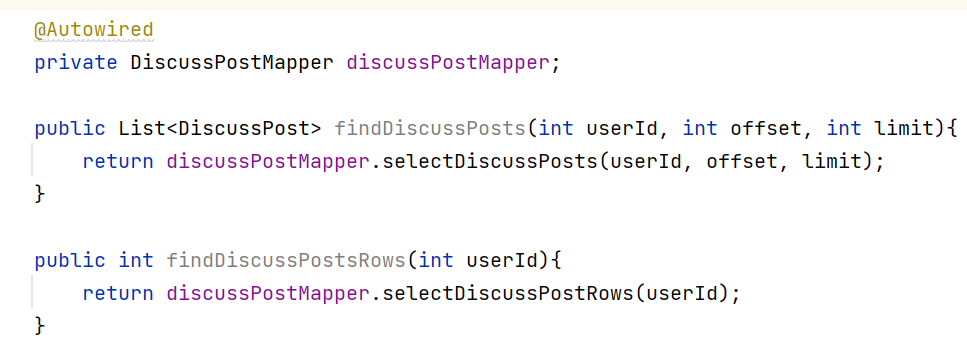 @Autowired
private DiscussPostMapper discussPostMapper;
public List<DiscussPost> findDiscussPosts(int userId, int offset, int limit){
return discussPostMapper.selectDiscussPosts(userId, offset, limit);
}
public int findDiscussPostsRows(int userId){
return discussPostMapper.selectDiscussPostRows(userId);
}